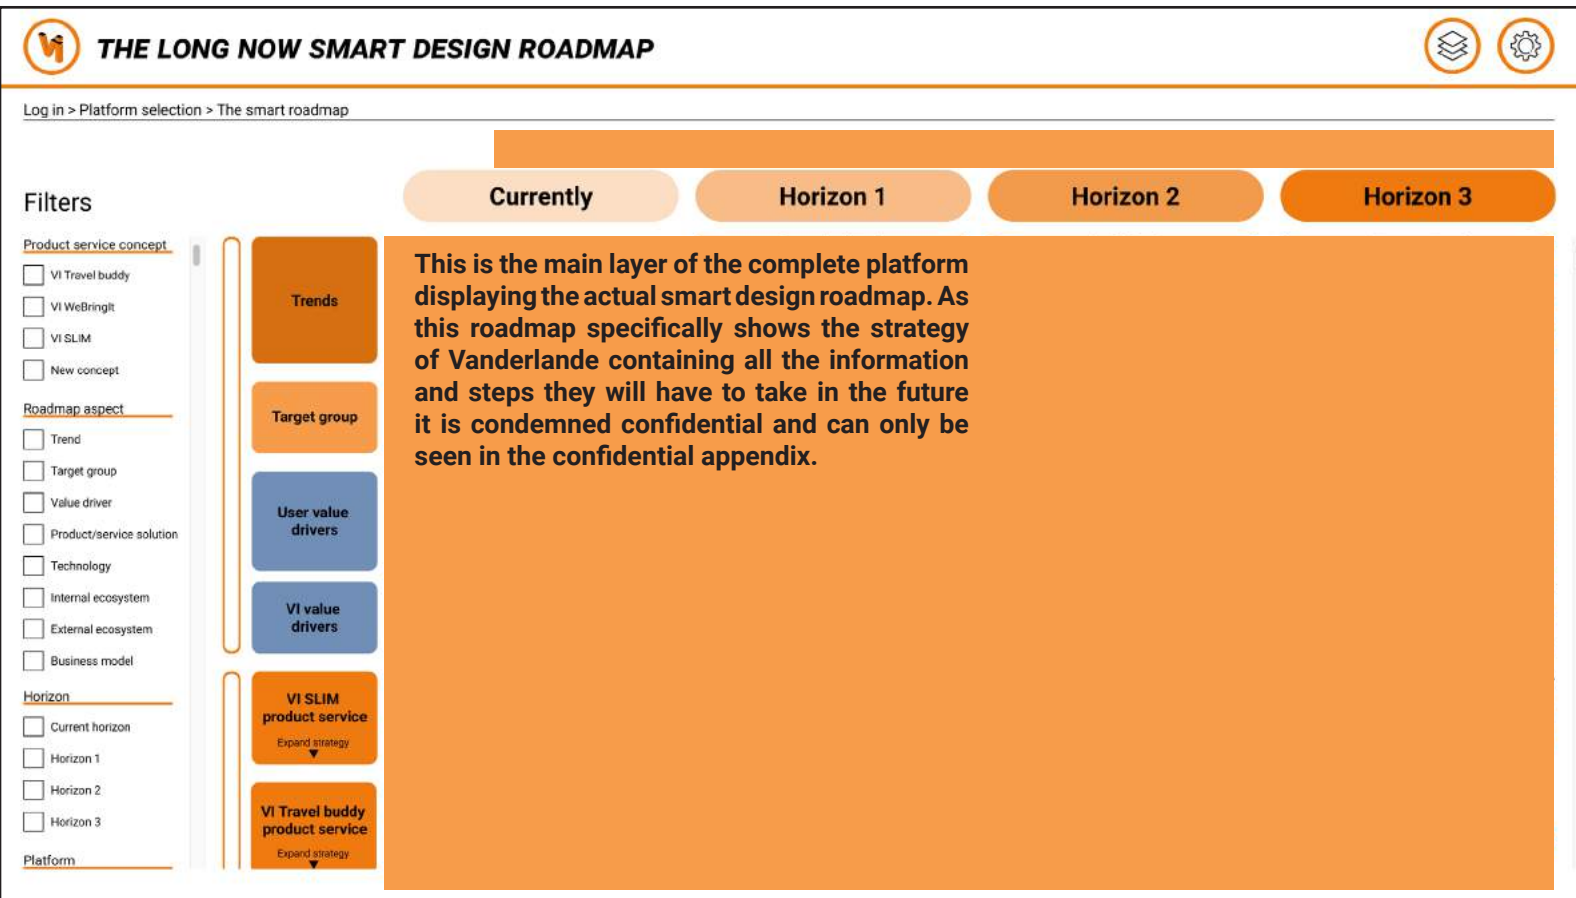 THE LONG NOW SMART DESIGN ROADMAP
Log in > Platform selection > The smart roadmap
Filters
Currently
Horizon 1
Horizon 2
Horizon 3
Product service concept
VI Travel buddy
VI WeBringIt
VI SLIM
New concept
Roadmap aspect
Trend
Target group
Value driver
Product/service solution
Technology
Internal ecosystem
External ecosystem
Business model
Horizon
Current horizon
Horizon 1
Horizon 2
Horizon 3
Platform
Trends
Target group
User value
drivers
VI value
drivers
VI SLIM
product service
Expand strategy
VI Travel buddy
product service
Expand strategy
This is the main layer of the complete platform
displaying the actual smart design roadmap. As
this roadmap specifically shows the strategy
of Vanderlande containing all the information
and steps they will have to take in the future
it is condemned confidential and can only be
seen in the confidential appendix.